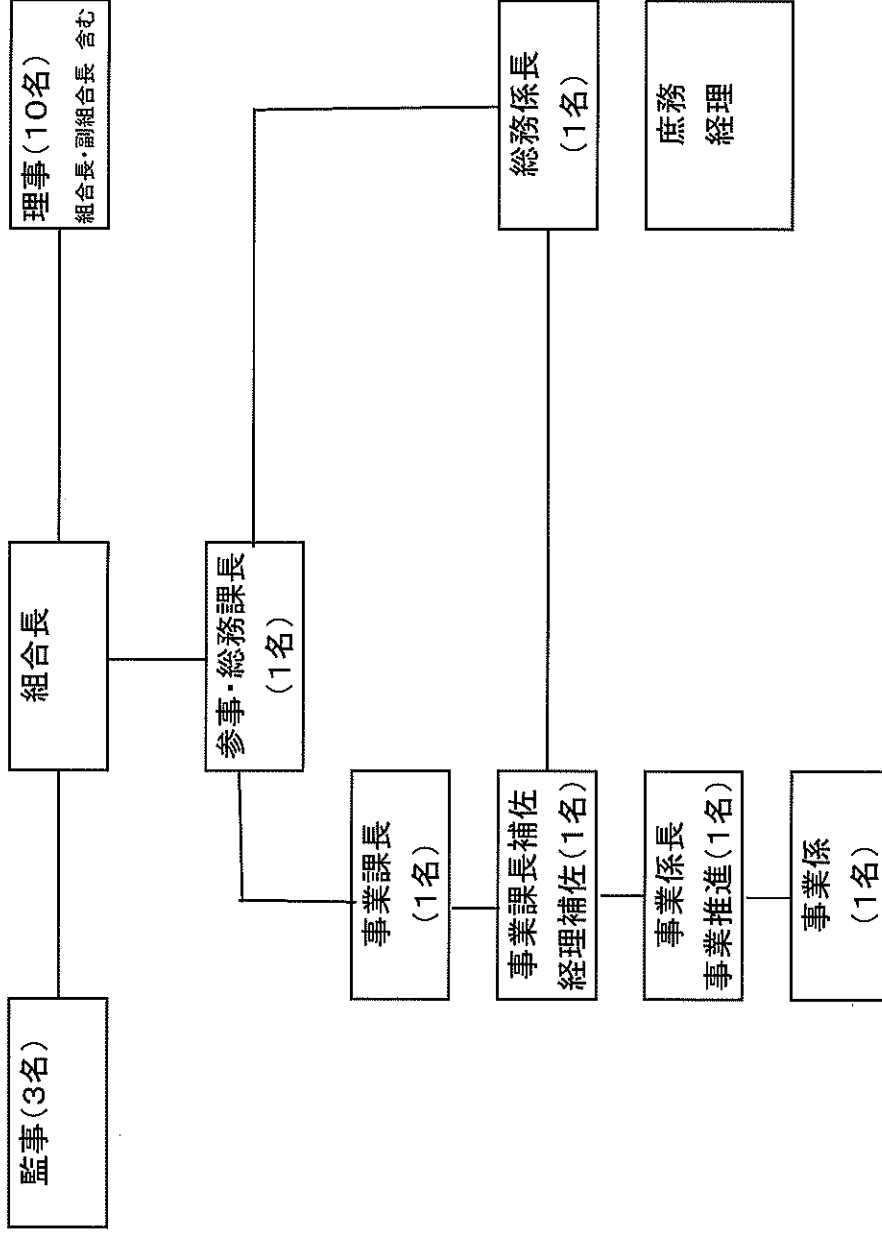 監事(3名)
組合長
理事(10名)
組合長・副組合長 含む
参事・総務課長
(1名)
事業課長
(1名)
事業課長補佐
経理補佐(1名)
総務係長
(1名)
事業係長
事業推進(1名)
庶務
経理
事業係
(1名)